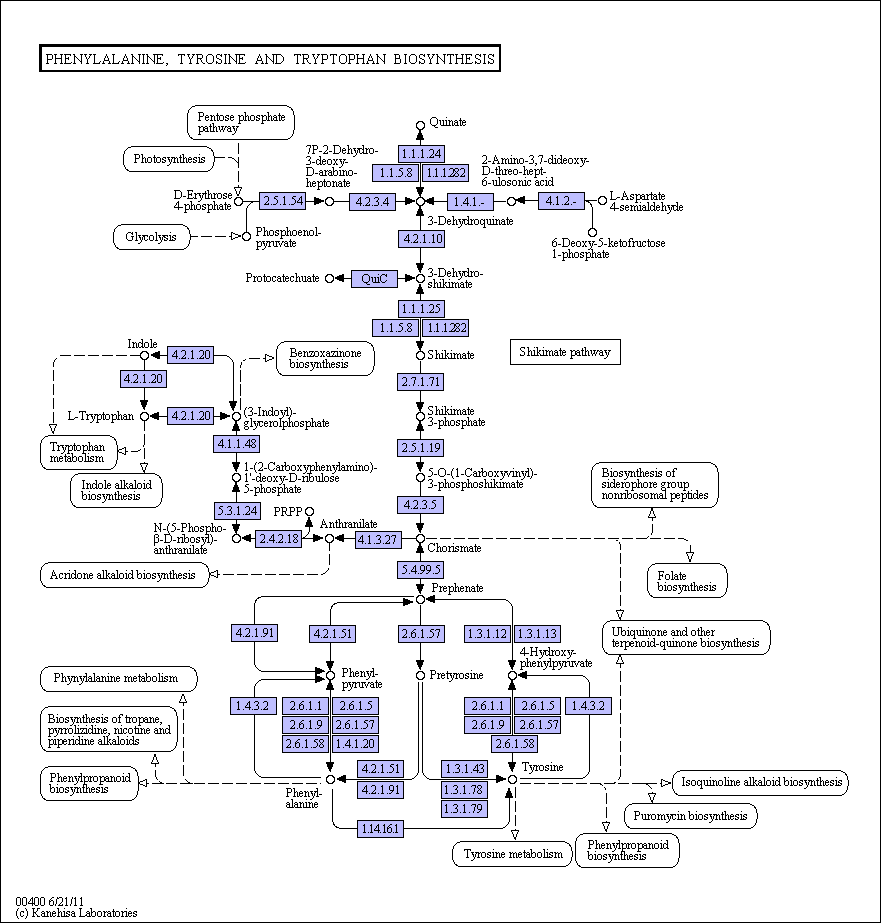 PHENYLALANINE, TYROSINE AND TRYPTOPHAN BIOSYNTHESIS
Pentose phosphate
pathway
Photosynthesis
D-Erythrose
4-phosphate
Glycolysis
Phosphoenol-
pyruvate
2.5.1.54
7P-2-Dehydro-
3-deoxy-
D-arabino-
heptonate
4.2.3.4
Quinate
1.1.1.24
1.1.5.8
1.1.1.282
2-Amino-3,7-dideoxy-
D-threo-hept-
6-ulosonic acid
1.4.1.-
4.1.2.-
L-Aspartate
4-semialdehyde
6-Deoxy-5-ketofructose
1-phosphate
3-Dehydroquinate
4.2.1.10
Protocatechuate
QuiC
3-Dehydro-
shikimate
1.1.1.25
1.1.5.8
1.1.1.282
Shikimate
Shikimate pathway
2.7.1.71
Shikimate
3-phosphate
2.5.1.19
5-O-(1-Carboxyvinyl)-
3-phosphoshikimate
4.2.3.5
Indole
4.2.1.20
4.2.1.20
Benzoxazinone
biosynthesis
L-Tryptophan
4.2.1.20
(3-Indoyl)-
glycerolphosphate
Tryptophan
metabolism
Indole alkaloid
biosynthesis
4.1.1.48
1-(2-Carboxyphenylamino)-
1'-deoxy-D-ribulose
5-phosphate
5.3.1.24
PRPP
N-(5-Phospho-
β-D-ribosyl)-
anthranilate
2.4.2.18
Anthranilate
4.1.3.27
Chorismate
Acridone alkaloid biosynthesis
Biosynthesis of
siderophore group
nonribosomal peptides
Folate
biosynthesis
Ubiquinone and other
terpenoid-quinone biosynthesis
5.4.99.5
Prephenate
4.2.1.91
4.2.1.51
2.6.1.57
1.3.1.12
1.3.1.13
Phenyl-
pyruvate
Pretyrosine
4-Hydroxy-
phenylpyruvate
Phynylalanine metabolism
Biosynthesis of tropane,
pyrrolizidine, nicotine and
piperidine alkaloids
Phenylpropanoid
biosynthesis
1.4.3.2
2.6.1.1
2.6.1.5
2.6.1.9
2.6.1.57
2.6.1.58
1.4.1.20
2.6.1.1
2.6.1.5
1.4.3.2
2.6.1.9
2.6.1.57
2.6.1.58
4.2.1.51
4.2.1.91
1.3.1.43
1.3.1.78
1.3.1.79
Phenyl-
alanine
Tyrosine
1.14.16.1
Isoquinoline alkaloid biosynthesis
Puromycin biosynthesis
Phenylpropanoid
biosynthesis
Tyrosine metabolism
00400 6/21/11
(c) Kanehisa Laboratories